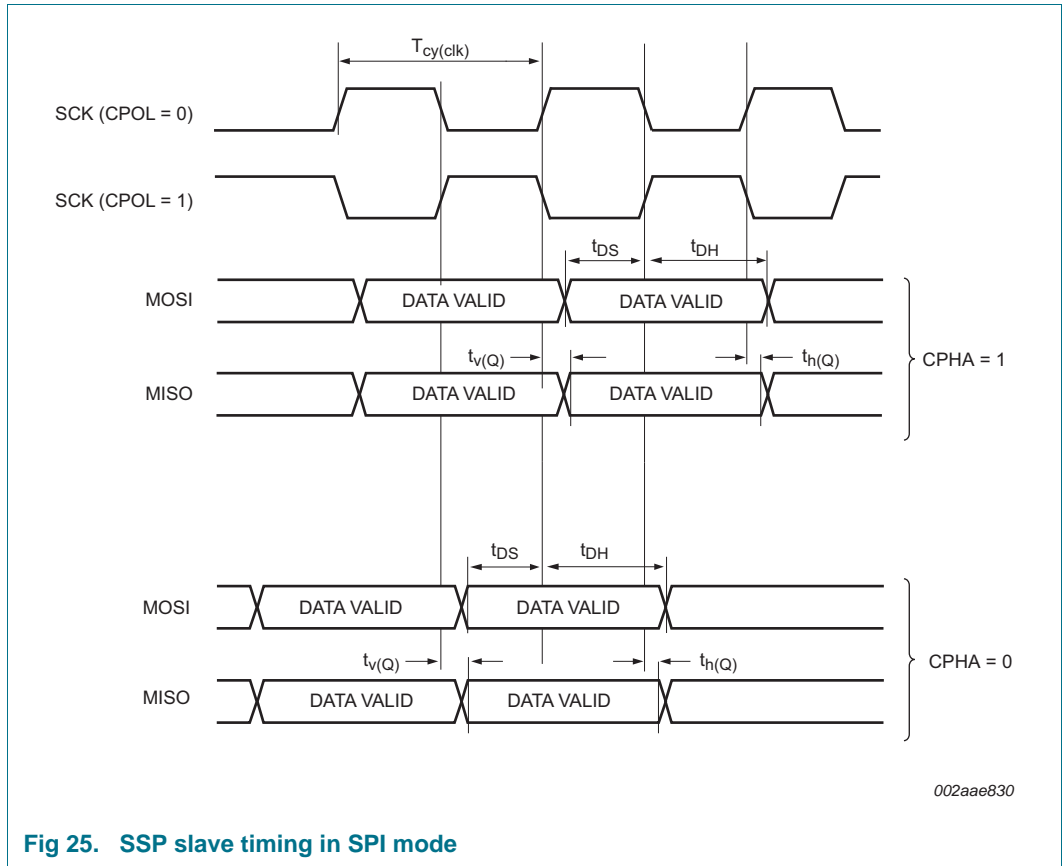 Tcy(clk)
SCK (CPOL = 0)
SCK (CPOL = 1)
tDS tDH
MOSI DATA VALID DATA VALID
tv(Q) th(Q)
CPHA = 1
MISO DATA VALID DATA VALID
tDS tDH
MOSI DATA VALID DATA VALID
tv(Q) th(Q)
CPHA = 0
MISO DATA VALID DATA VALID
002aae830
Fig 25. SSP slave timing in SPI mode